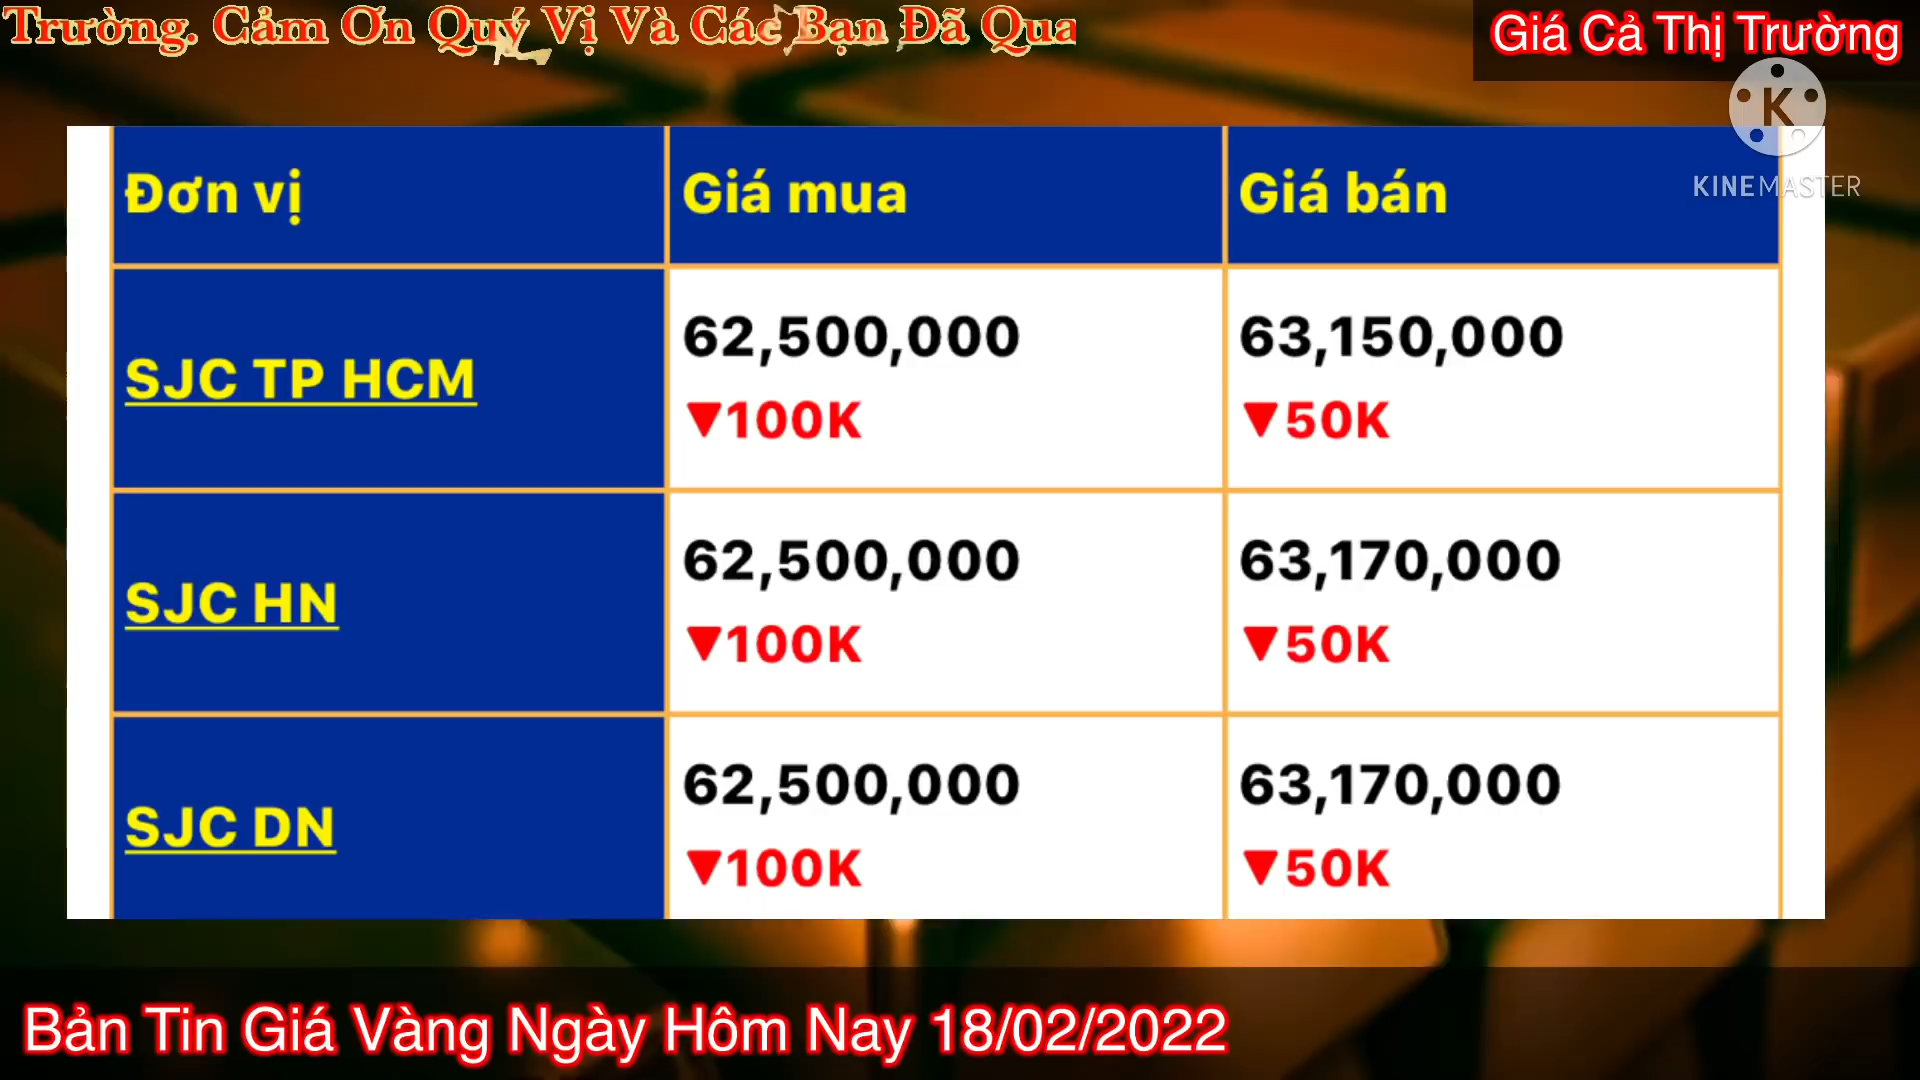 Trường. Cảm Ơn Quý Vị Và Các Bạn Đã Qua
Giá Cả Thị Trường
K
KINEMASTER
Đơn vị Giá mua Giá bán
SJC TP HCM 62,500,000 63,150,000
▼100K ▼50K
SJC HN 62,500,000 63,170,000
▼100K ▼50K
SJC DN 62,500,000 63,170,000
▼100K ▼50K
Bản Tin Giá Vàng Ngày Hôm Nay 18/02/2022